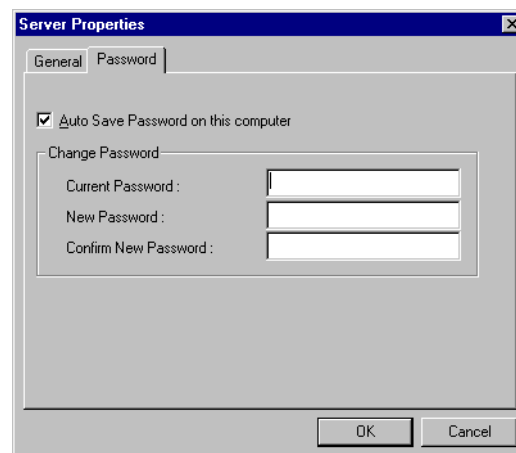 Server Properties
General Password
Auto Save Password on this computer
Change Password
Current Password :
New Password :
Confirm New Password :
OK Cancel